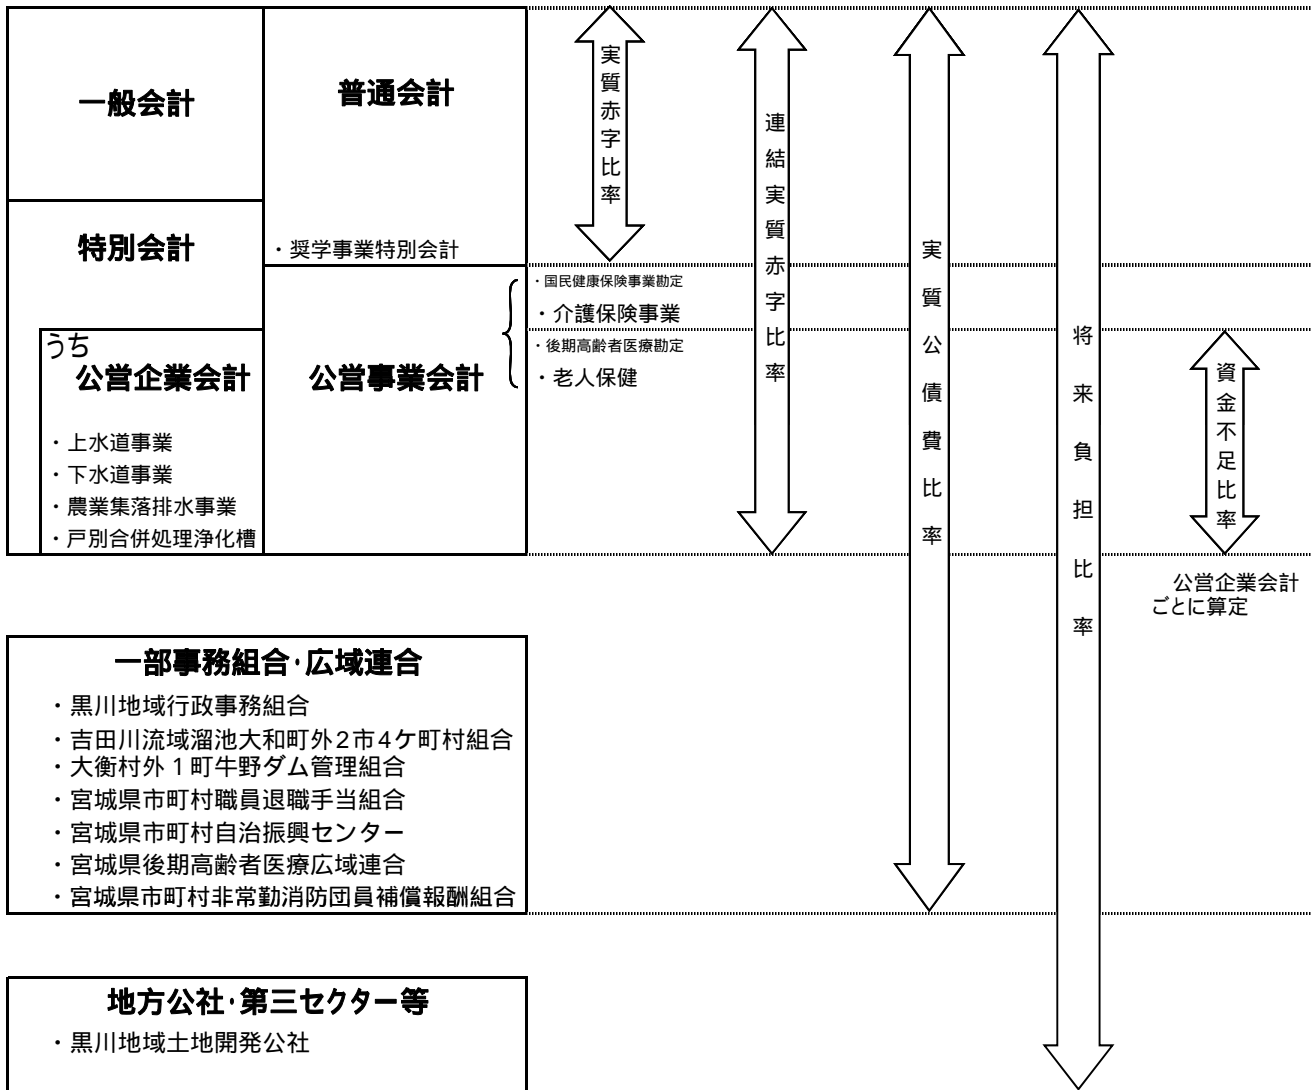 一般会計
普通会計
特別会計
・奨学事業特別会計
うち
公営企業会計
・上水道事業
・下水道事業
・農業集落排水事業
・戸別合併処理浄化槽
公営事業会計
・国民健康保険事業勘定
・介護保険事業
・後期高齢者医療勘定
・老人保健
実質赤字比率
連結実質赤字比率
実質公債費比率
将来負担比率
資金不足比率
公営企業会計
ごとに算定
一部事務組合・広域連合
・黒川地域行政事務組合
・吉田川流域溜池大和町外2市4ケ町村組合
・大衡村外1町牛野ダム管理組合
・宮城県市町村職員退職手当組合
・宮城県市町村自治振興センター
・宮城県後期高齢者医療広域連合
・宮城県市町村非常勤消防団員補償報酬組合
地方公社・第三セクター等
・黒川地域土地開発公社